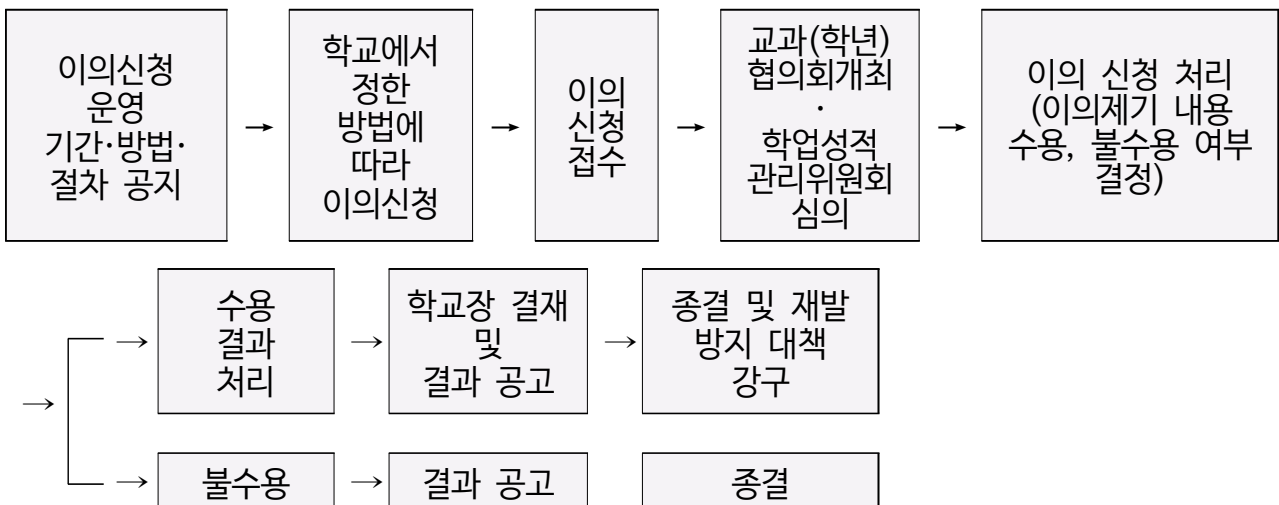 이의신청
운영
기간·방법·
절차 공지
→
학교에서
정한
방법에
따라
이의신청
→
이의
신청
접수
→
교과(학년)
협의회개최
·
학업성적
관리위원회
심의
→
이의 신청 처리
(이의제기 내용
수용, 불수용 여부
결정)
→
→
수용
결과
처리
→
학교장 결재
및
결과 공고
→
종결 및 재발
방지 대책
강구
→
불수용
→
결과 공고
종결